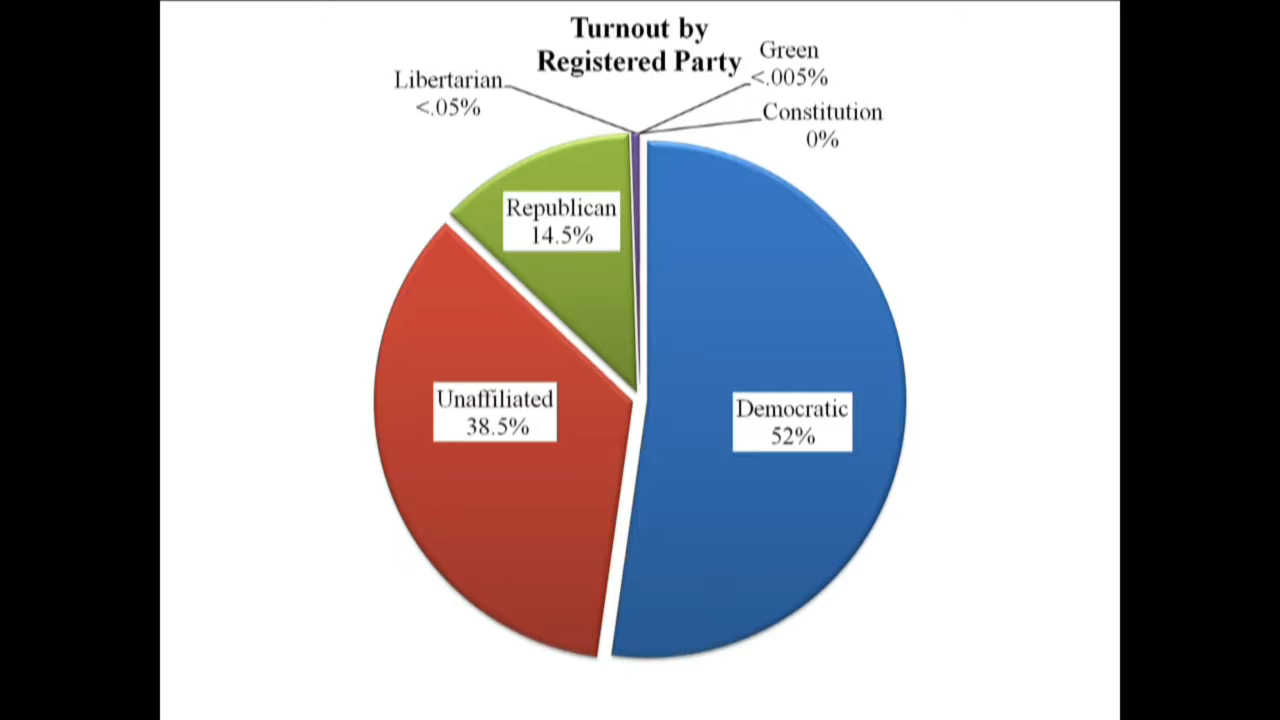 Turnout by
Registered Party
Green
<.005%
Libertarian
<.05%
Constitution
0%
Republican
14.5%
Unaffiliated
38.5%
Democratic
52%